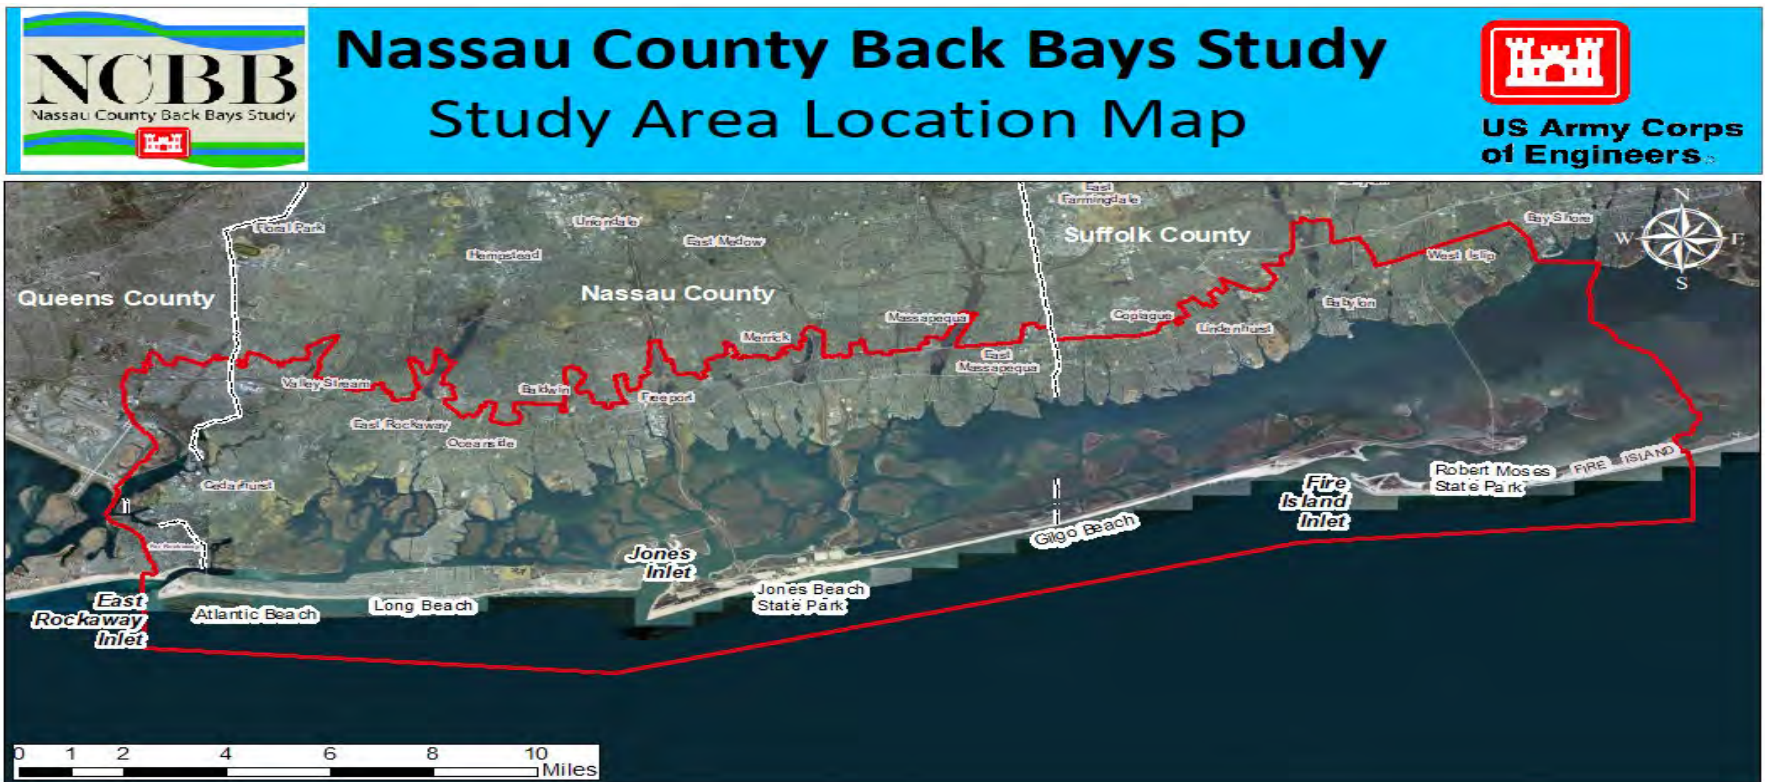 NCBB
Nassau County Back Bays Study
Nassau County Back Bays Study
Study Area Location Map
US Army Corps
of Engineers
East
Farmingdale
N
Floral Park
Uniondale
Bay Shore
East Medow
Suffolk County
W
E
Hempstead
West Islip
S
Queens County
Nassau County
Babylon
Massapequa
Copiague
Lindenhurst
Merrick
East
Massapequa
Valley Stream
Baldwin
Freeport
East Rockaway
Oceanside
Cedarhurst
Robert Moses
State Park
FIRE ISLAND
Fire
Island
Inlet
Gilgo Beach
Jones
Inlet
Jones Beach
State Park
East
Rockaway
Inlet
Atlantic Beach
Long Beach
0 1 2 4 6 8 10
Miles